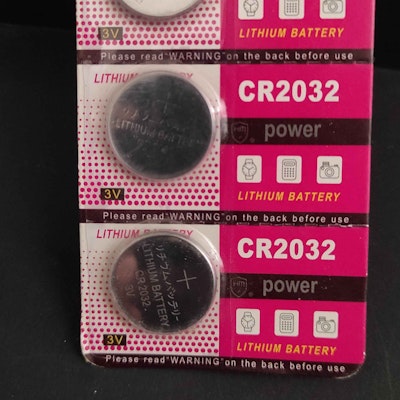 3V
LITHIUM BATTERY
Please read "WARNING" on the back before use
LITHIUM BATTERY
CR2032
power
LITHIUM BATTERY
3V
Please read "WARNING" on the back before use
LITHIUM BATTERY
CR2032
リチウムバッテリー
LITHIUM BATTERY
CR2032
3V
power
LITHIUM BATTERY
3V
Please read "WARNING" on the back before use